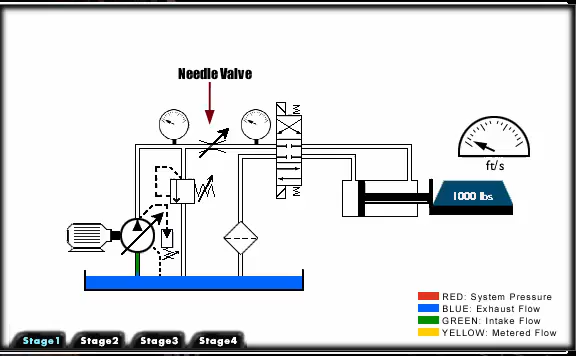 Needle Valve
ft/s
1000 lbs
RED: System Pressure
BLUE: Exhaust Flow
GREEN: Intake Flow
YELLOW: Metered Flow
Stage1 Stage2 Stage3 Stage4